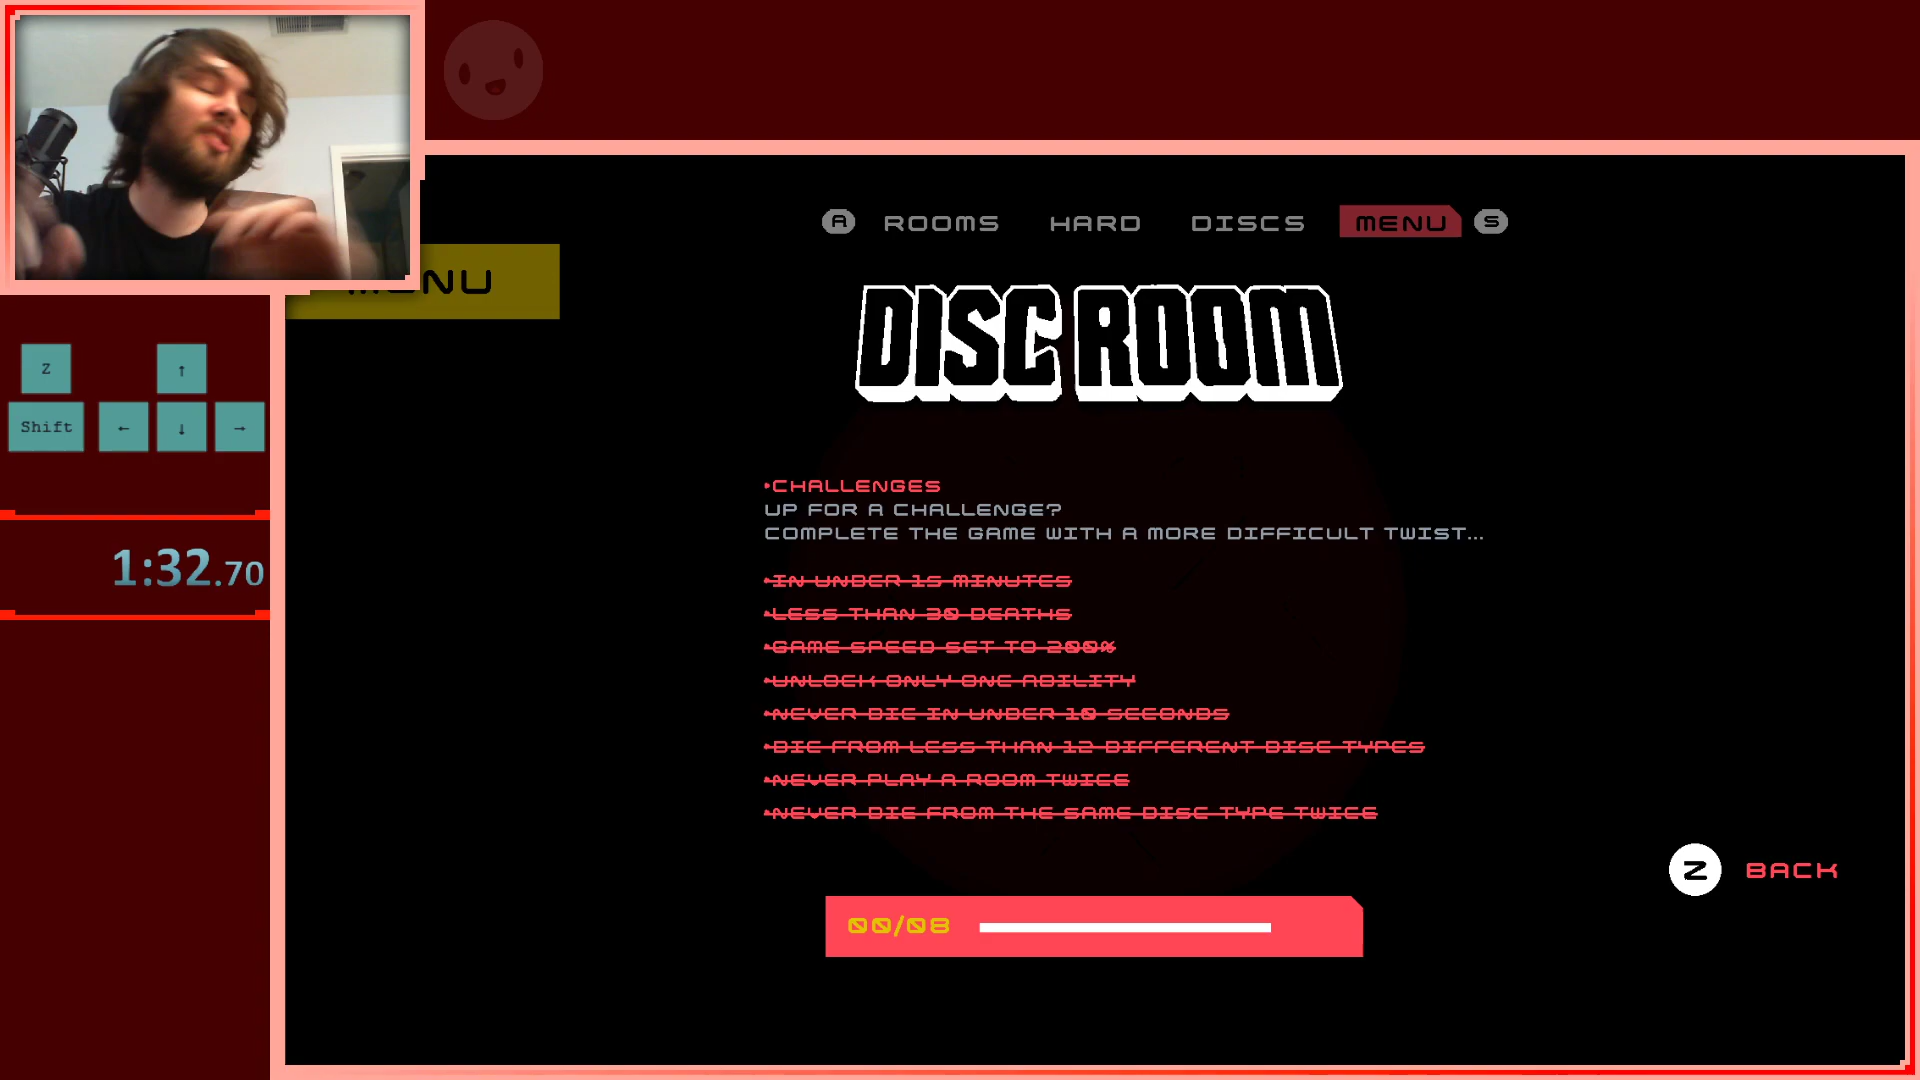 A ROOMS HARD DISCS MENU S
NU
DISC ROOM
Z ↑
Shift ← ↓ →
1:32.70
•CHALLENGES
UP FOR A CHALLENGE?
COMPLETE THE GAME WITH A MORE DIFFICULT TWIST...
•IN UNDER 15 MINUTES
•LESS THAN 30 DEATHS
•GAME SPEED SET TO 200%
•UNLOCK ONLY ONE ABILITY
•NEVER DIE IN UNDER 10 SECONDS
•DIE FROM LESS THAN 12 DIFFERENT DISC TYPES
•NEVER PLAY A ROOM TWICE
•NEVER DIE FROM THE SAME DISC TYPE TWICE
Z BACK
00/08